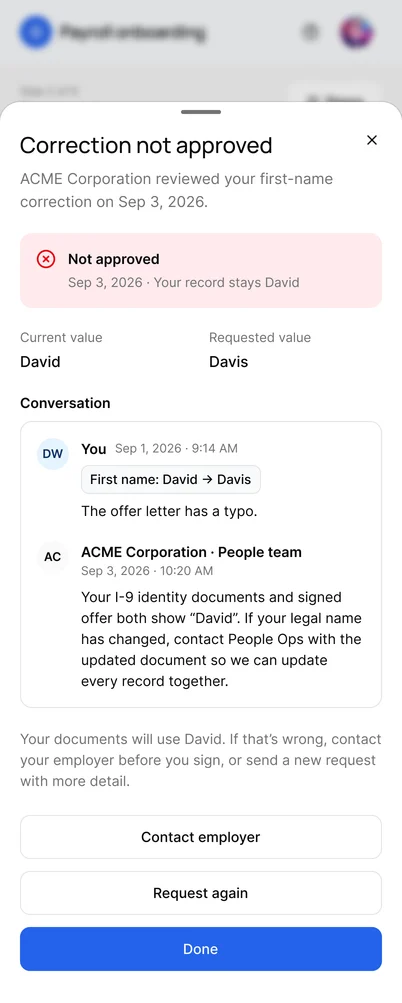 Payroll onboarding
Correction not approved
ACME Corporation reviewed your first-name
correction on Sep 3, 2026.
Not approved
Sep 3, 2026 · Your record stays David
Current value
Requested value
David
Davis
Conversation
DW
You Sep 1, 2026 · 9:14 AM
First name: David → Davis
The offer letter has a typo.
AC
ACME Corporation · People team
Sep 3, 2026 · 10:20 AM
Your I-9 identity documents and signed
offer both show “David”. If your legal name
has changed, contact People Ops with the
updated document so we can update
every record together.
Your documents will use David. If that’s wrong, contact
your employer before you sign, or send a new request
with more detail.
Contact employer
Request again
Done